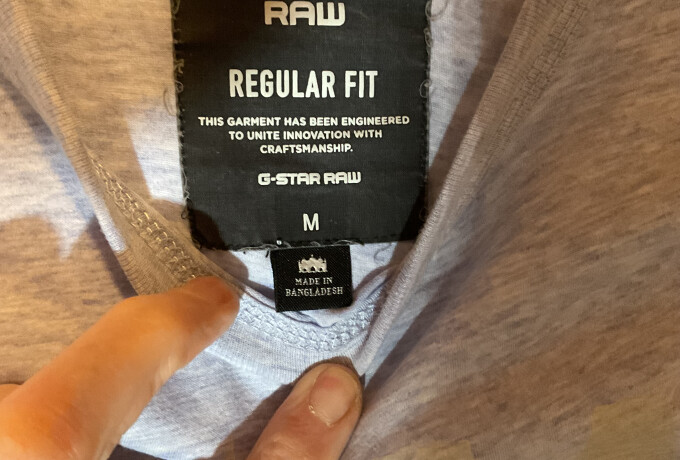 RAW
REGULAR FIT
THIS GARMENT HAS BEEN ENGINEERED
TO UNITE INNOVATION WITH
CRAFTSMANSHIP.
G-STAR RAW
M
MADE IN
BANGLADESH